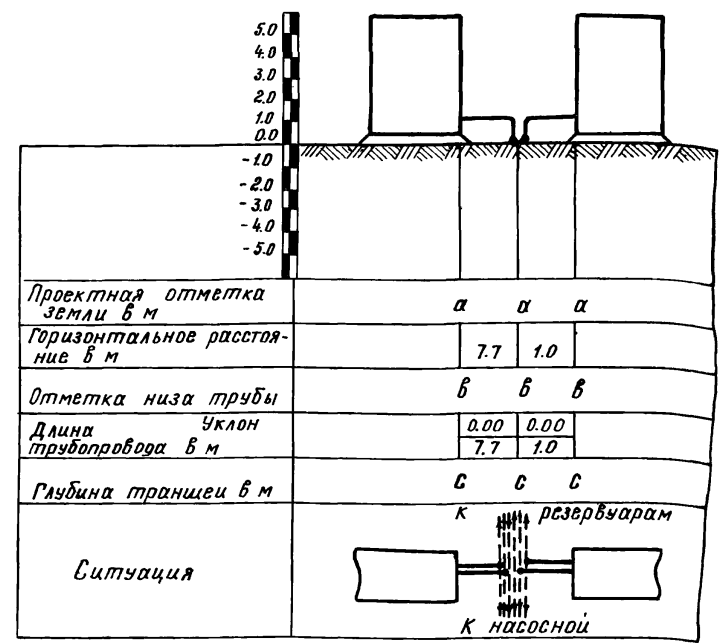 5.0
4.0
3.0
2.0
1.0
0.0
- 1.0
- 2.0
- 3.0
- 4.0
- 5.0
Проектная отметка
земли в м
а а а
Горизонтальное расстоя-
ние в м
7.7 1.0
Отметка низа трубы
в в в
Длина Уклон
трубопровода в м
0.00 0.00
7.7 1.0
Глубина траншеи в м
с с с
к резервуарам
Ситуация
К насосной